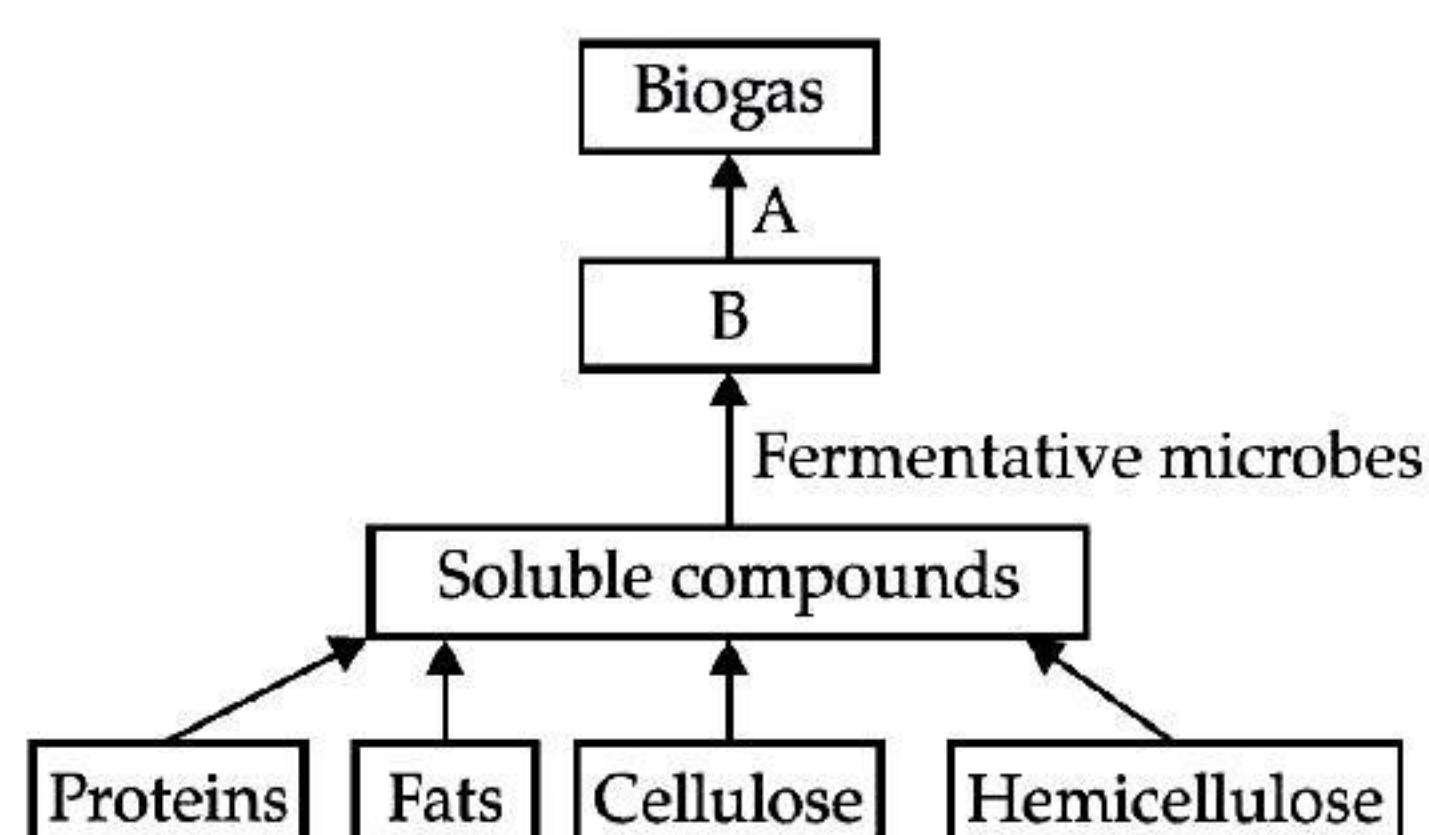 Biogas
A
B
Fermentative microbes
Soluble compounds
Proteins
Fats
Cellulose
Hemicellulose